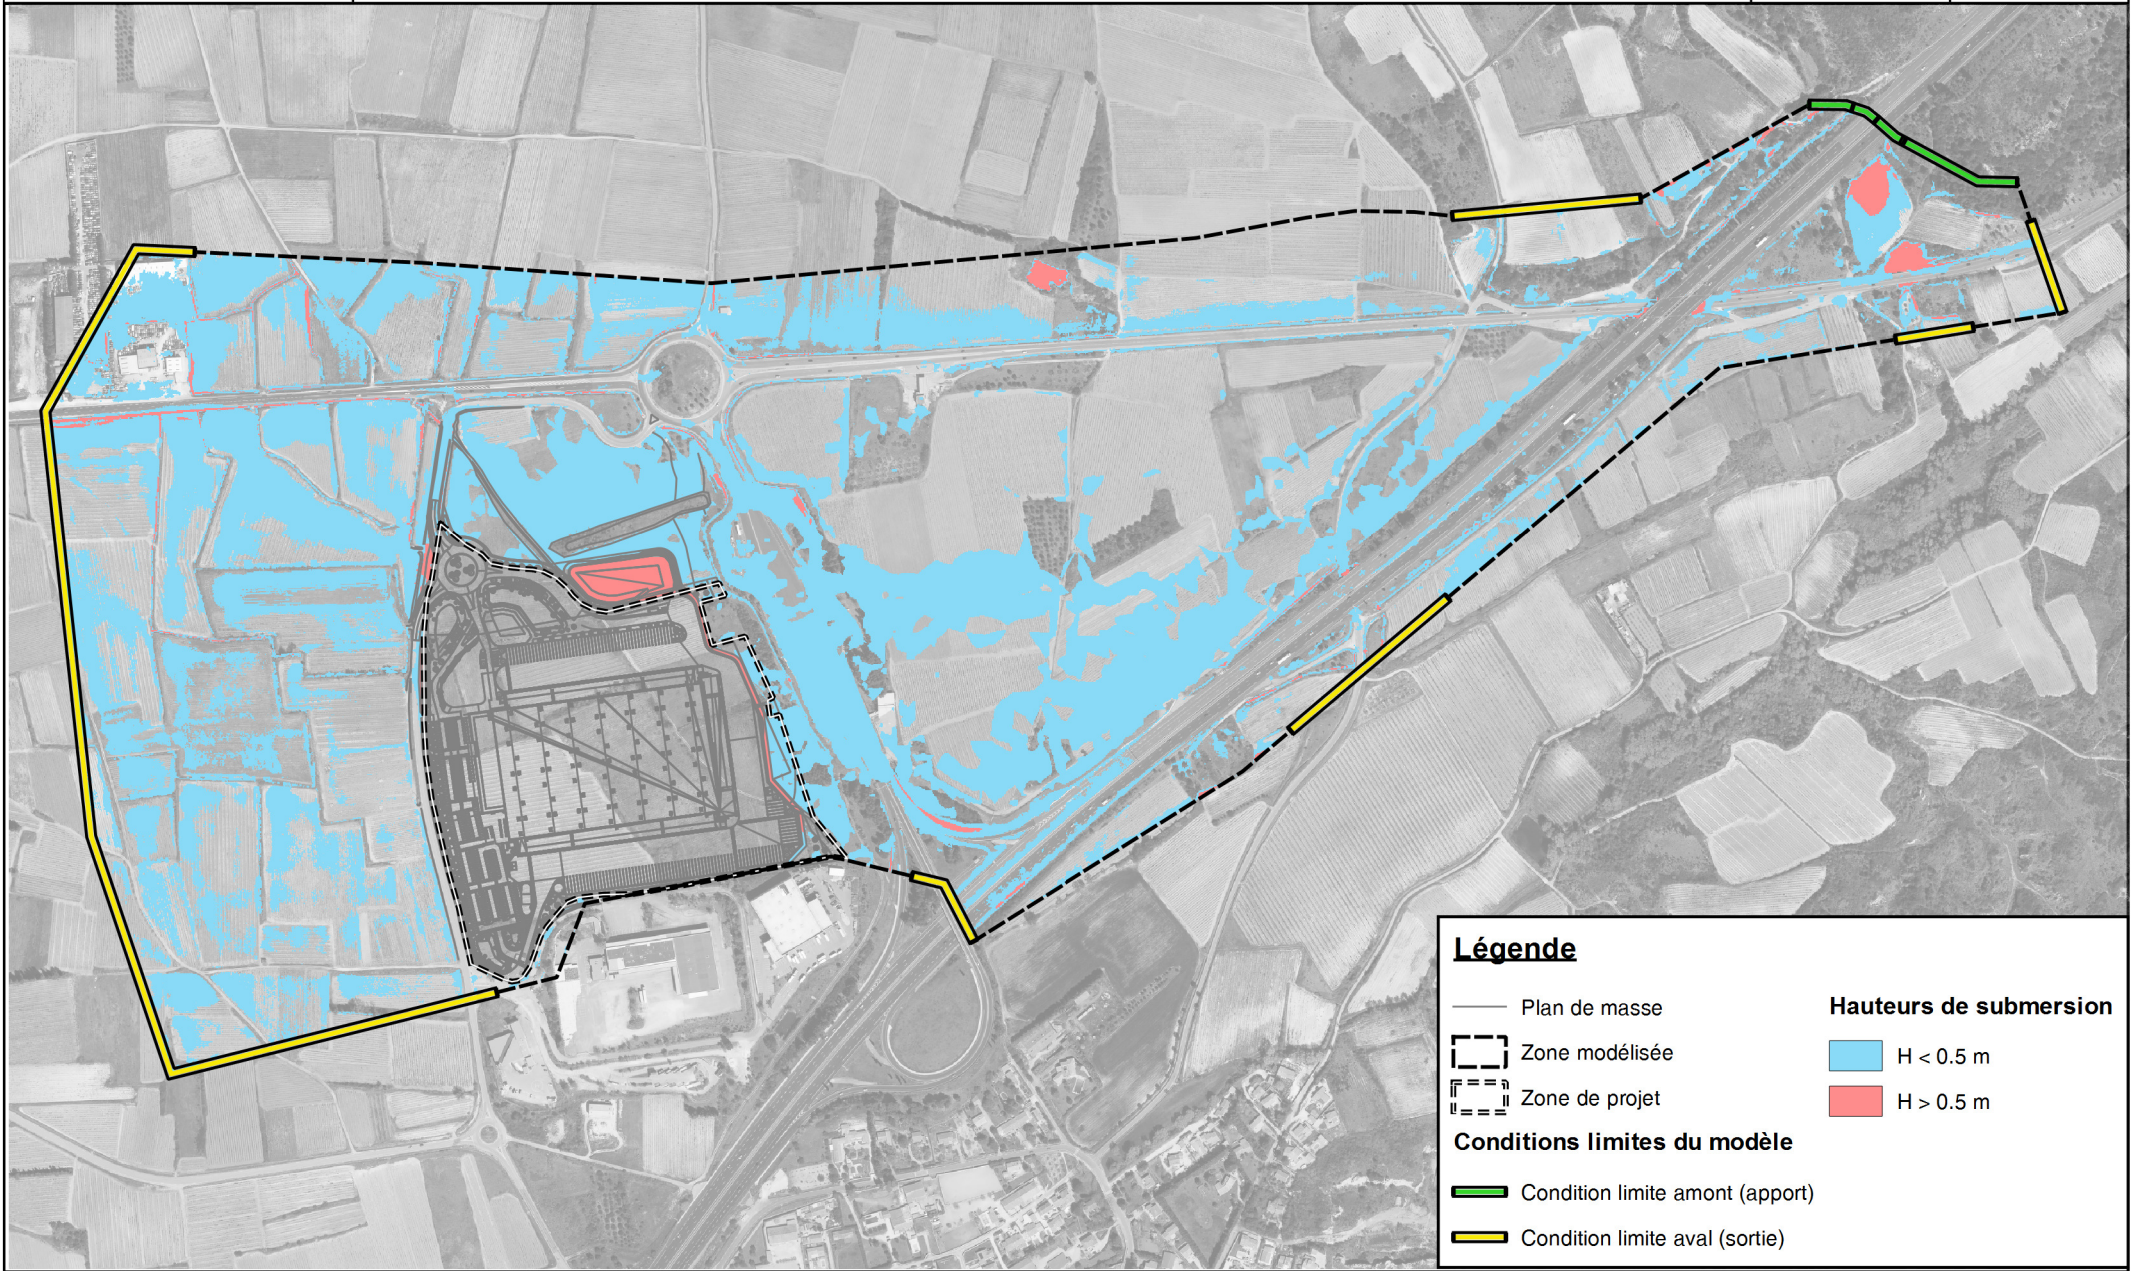 Légende
Plan de masse
Zone modélisée
Zone de projet
Hauteurs de submersion
H < 0.5 m
H > 0.5 m
Conditions limites du modèle
Condition limite amont (apport)
Condition limite aval (sortie)